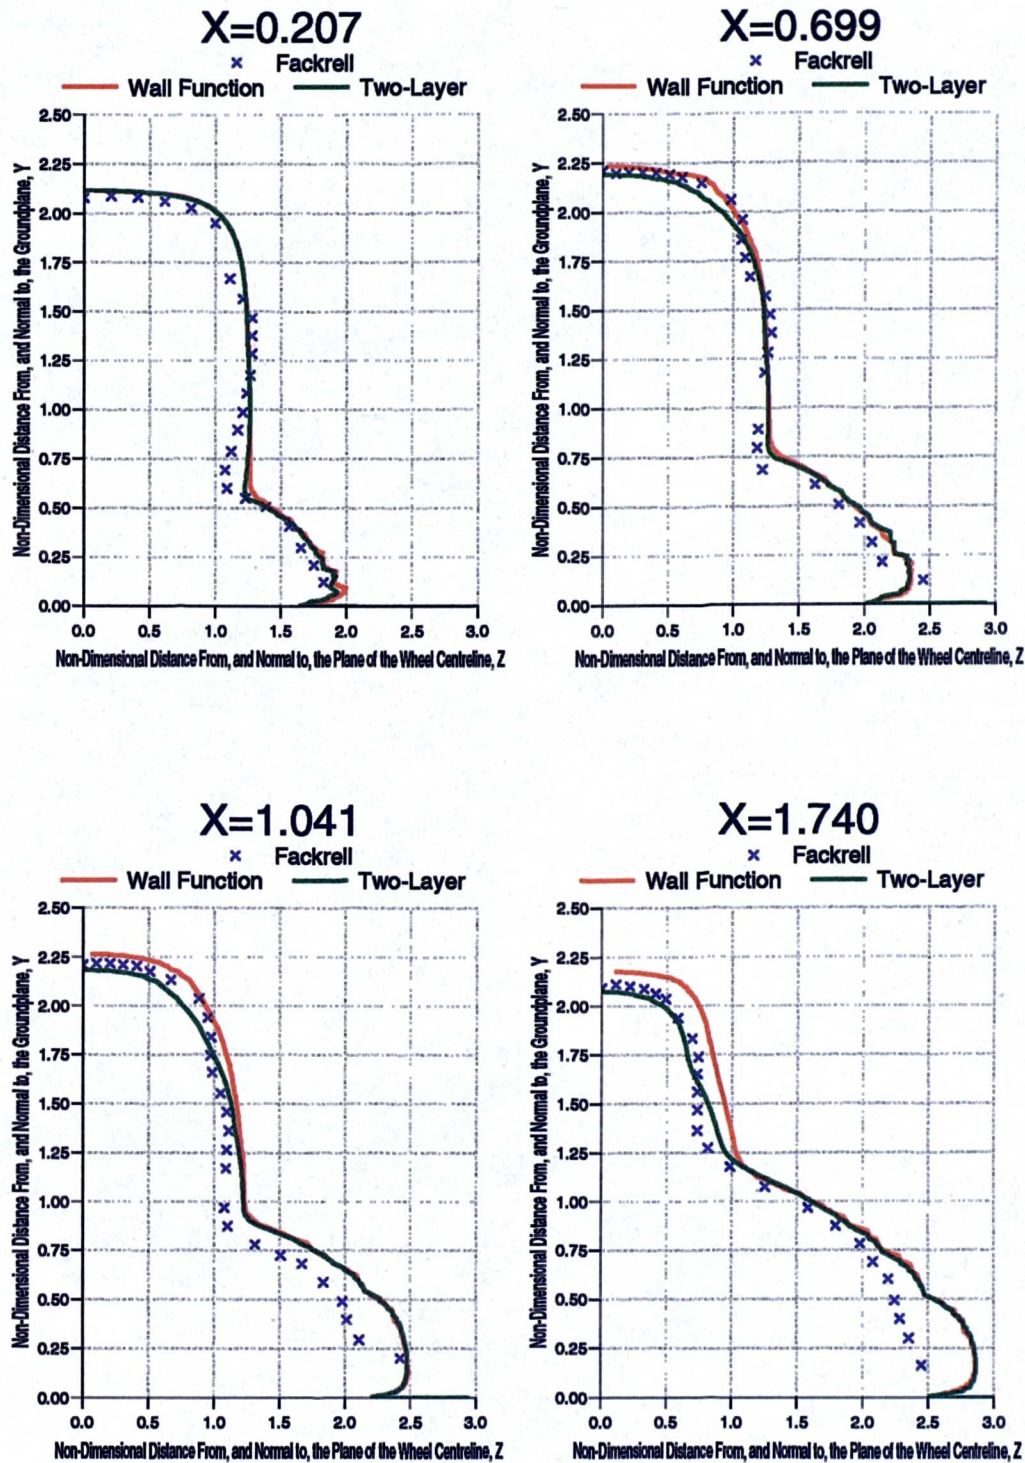 X=0.207
× Fackrell
Wall Function Two-Layer
Non-Dimensional Distance From, and Normal to, the Groundplane, Y
2.50
2.25
2.00
1.75
1.50
1.25
1.00
0.75
0.50
0.25
0.00
0.0 0.5 1.0 1.5 2.0 2.5 3.0
Non-Dimensional Distance From, and Normal to, the Plane of the Wheel Centreline, Z
X=0.699
× Fackrell
Wall Function Two-Layer
Non-Dimensional Distance From, and Normal to, the Groundplane, Y
2.50
2.25
2.00
1.75
1.50
1.25
1.00
0.75
0.50
0.25
0.00
0.0 0.5 1.0 1.5 2.0 2.5 3.0
Non-Dimensional Distance From, and Normal to, the Plane of the Wheel Centreline, Z
X=1.041
× Fackrell
Wall Function Two-Layer
Non-Dimensional Distance From, and Normal to, the Groundplane, Y
2.50
2.25
2.00
1.75
1.50
1.25
1.00
0.75
0.50
0.25
0.00
0.0 0.5 1.0 1.5 2.0 2.5 3.0
Non-Dimensional Distance From, and Normal to, the Plane of the Wheel Centreline, Z
X=1.740
× Fackrell
Wall Function Two-Layer
Non-Dimensional Distance From, and Normal to, the Groundplane, Y
2.50
2.25
2.00
1.75
1.50
1.25
1.00
0.75
0.50
0.25
0.00
0.0 0.5 1.0 1.5 2.0 2.5 3.0
Non-Dimensional Distance From, and Normal to, the Plane of the Wheel Centreline, Z